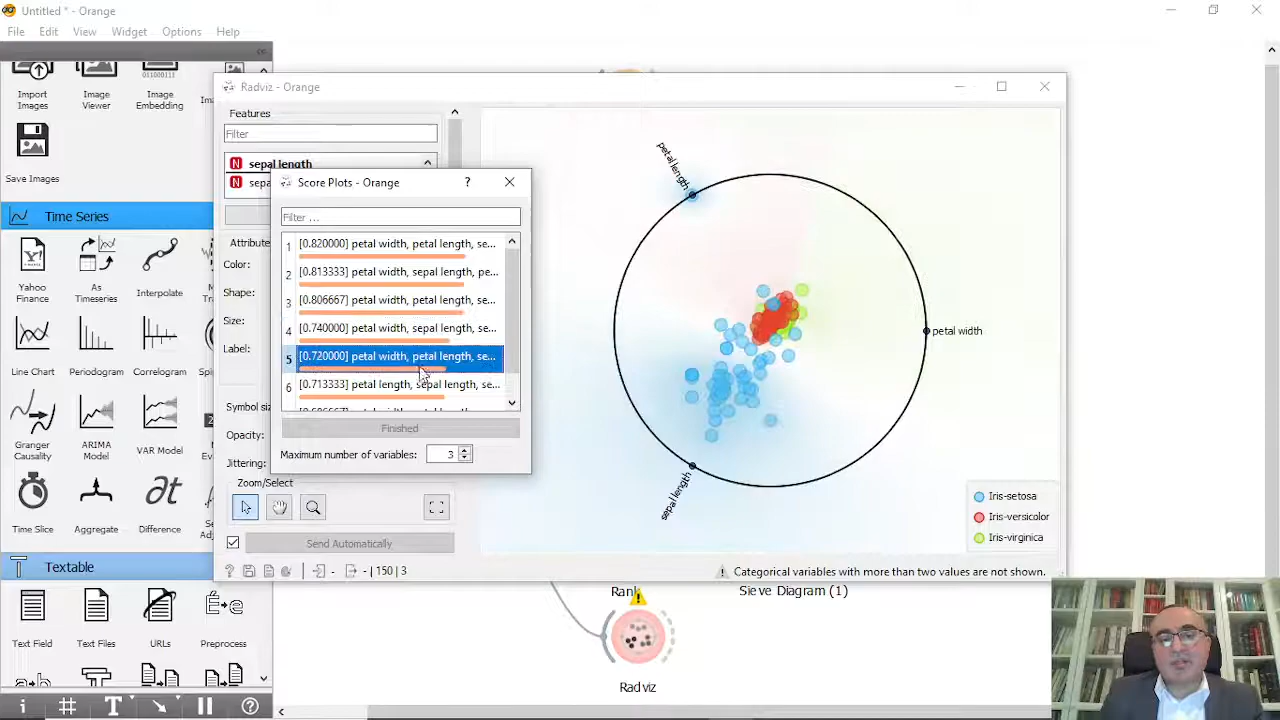 Untitled * - Orange
File Edit View Widget Options Help
Import Images
Image Viewer
Image Embedding
Save Images
Time Series
Yahoo Finance
As Timeseries
Interpolate
Line Chart
Periodogram
Correlogram
Granger Causality
ARIMA Model
VAR Model
Time Slice
Aggregate
Difference
Textable
Text Field
Text Files
URLs
Preprocess
Radviz - Orange
Features
Filter
sepal length
Score Plots - Orange
Filter ...
1 [0.820000] petal width, petal length, se...
2 [0.813333] petal width, sepal length, pe...
3 [0.806667] petal width, petal length, se...
4 [0.740000] petal width, sepal length, se...
5 [0.720000] petal width, petal length, se...
6 [0.713333] petal length, sepal length, se...
Finished
Maximum number of variables: 3
Color:
Shape:
Size:
Label:
Opacity:
Jittering:
Zoom/Select
Send Automatically
- | 150 | 3
petal length
petal width
sepal length
Iris-setosa
Iris-versicolor
Iris-virginica
Categorical variables with more than two values are not shown.
Rank
Sieve Diagram (1)
Radviz